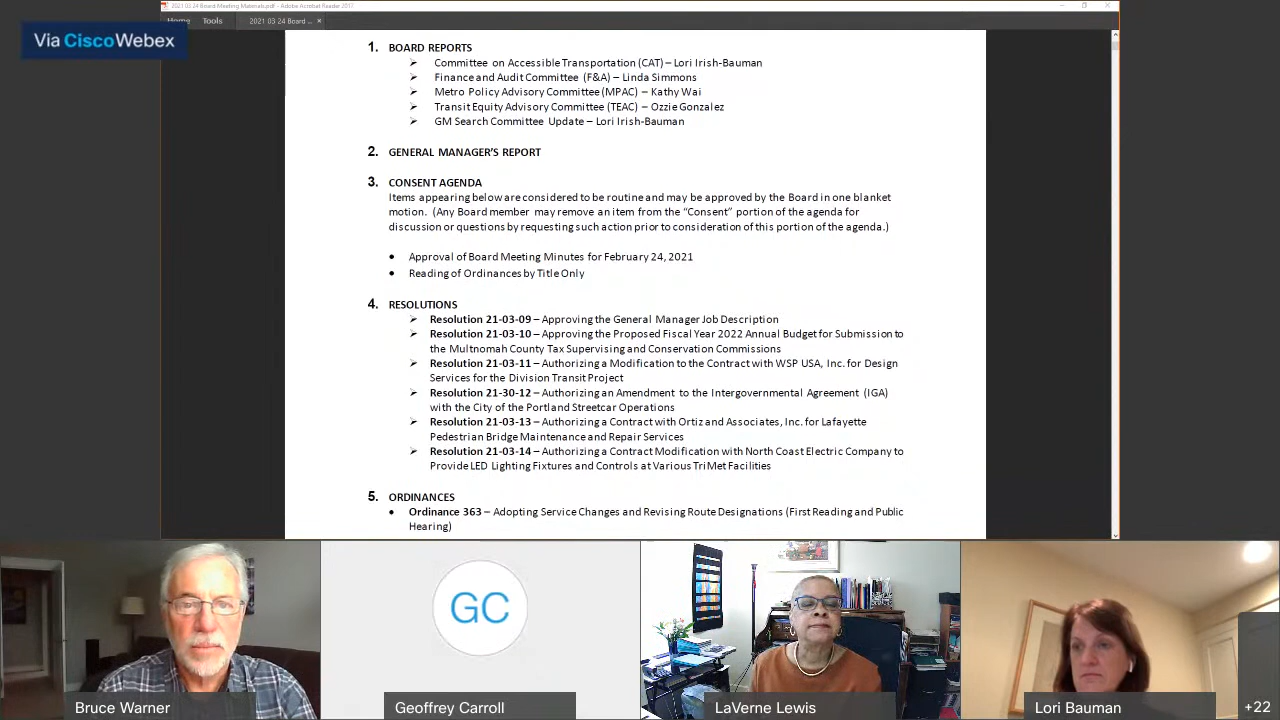 2021 03 24 Board Meeting Materials.pdf - Adobe Acrobat Reader 2017
Home Tools 2021 03 24 Board ... ×
Via Cisco Webex
1. BOARD REPORTS
➢ Committee on Accessible Transportation (CAT) – Lori Irish-Bauman
➢ Finance and Audit Committee (F&A) – Linda Simmons
➢ Metro Policy Advisory Committee (MPAC) – Kathy Wai
➢ Transit Equity Advisory Committee (TEAC) – Ozzie Gonzalez
➢ GM Search Committee Update – Lori Irish-Bauman
2. GENERAL MANAGER'S REPORT
3. CONSENT AGENDA
Items appearing below are considered to be routine and may be approved by the Board in one blanket
motion. (Any Board member may remove an item from the "Consent" portion of the agenda for
discussion or questions by requesting such action prior to consideration of this portion of the agenda.)
• Approval of Board Meeting Minutes for February 24, 2021
• Reading of Ordinances by Title Only
4. RESOLUTIONS
➢ Resolution 21-03-09 – Approving the General Manager Job Description
➢ Resolution 21-03-10 – Approving the Proposed Fiscal Year 2022 Annual Budget for Submission to
the Multnomah County Tax Supervising and Conservation Commissions
➢ Resolution 21-03-11 – Authorizing a Modification to the Contract with WSP USA, Inc. for Design
Services for the Division Transit Project
➢ Resolution 21-30-12 – Authorizing an Amendment to the Intergovernmental Agreement (IGA)
with the City of the Portland Streetcar Operations
➢ Resolution 21-03-13 – Authorizing a Contract with Ortiz and Associates, Inc. for Lafayette
Pedestrian Bridge Maintenance and Repair Services
➢ Resolution 21-03-14 – Authorizing a Contract Modification with North Coast Electric Company to
Provide LED Lighting Fixtures and Controls at Various TriMet Facilities
5. ORDINANCES
• Ordinance 363 – Adopting Service Changes and Revising Route Designations (First Reading and Public
Hearing)
GC
Bruce Warner
Geoffrey Carroll
LaVerne Lewis
Lori Bauman
+22